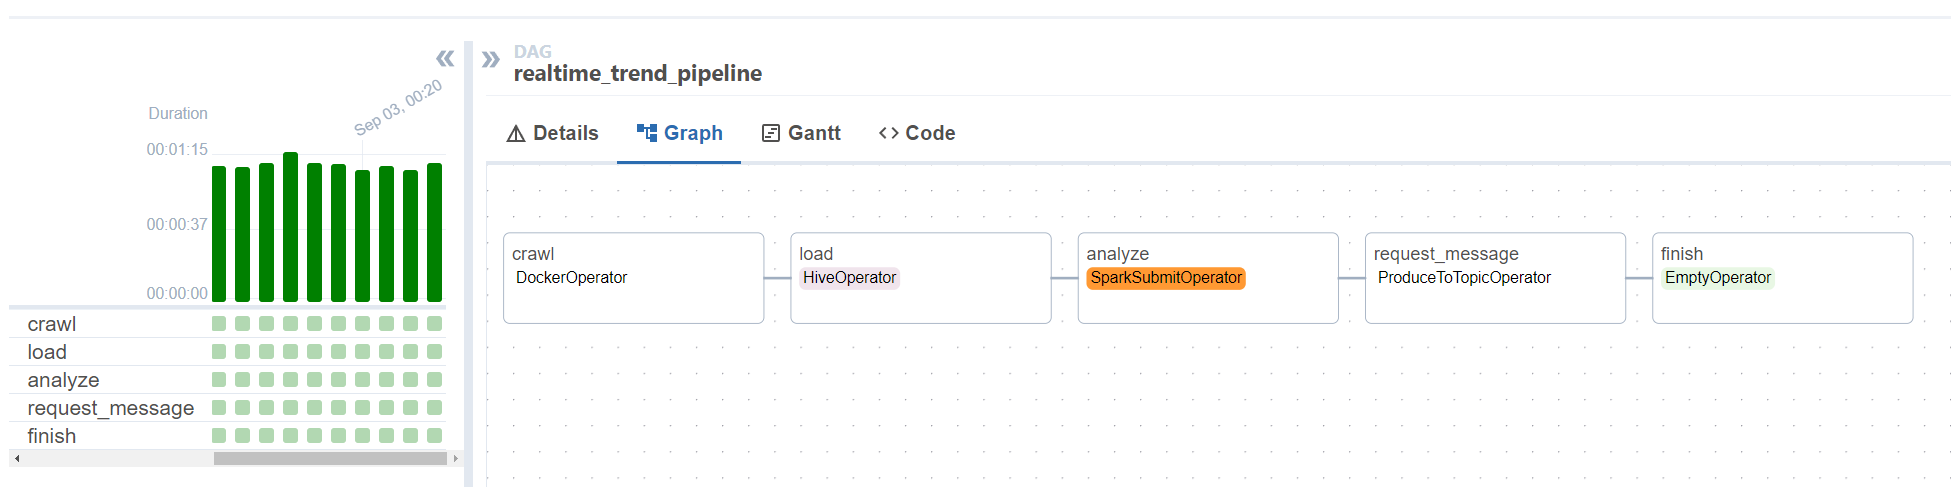 Duration
Sep 03, 00:20
00:01:15
00:00:37
00:00:00
crawl
load
analyze
request_message
finish
DAG
realtime_trend_pipeline
Details
Graph
Gantt
Code
crawl
DockerOperator
load
HiveOperator
analyze
SparkSubmitOperator
request_message
ProduceToTopicOperator
finish
EmptyOperator